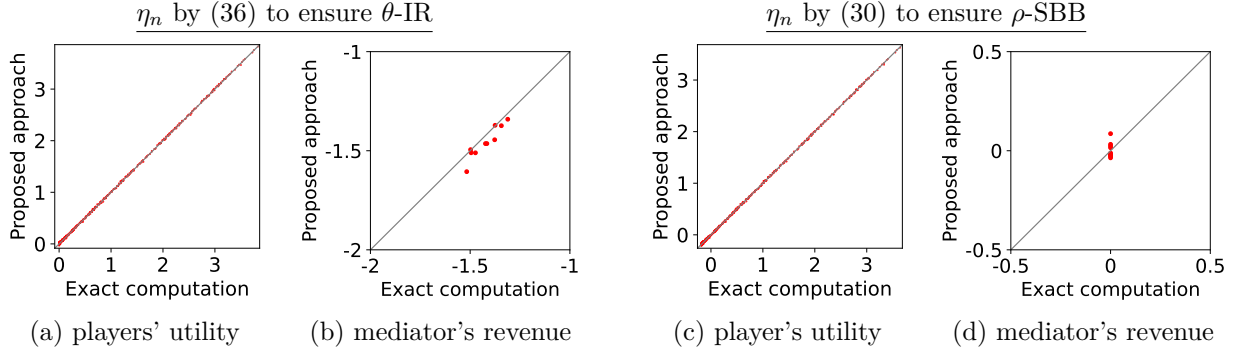 η_n by (36) to ensure θ-IR
η_n by (30) to ensure ρ-SBB
Proposed approach
3
2
1
0
0 1 2 3
Exact computation
Proposed approach
-1
-1.5
-2
-2 -1.5 -1
Exact computation
Proposed approach
3
2
1
0
0 1 2 3
Exact computation
Proposed approach
0.5
0
-0.5
-0.5 0 0.5
Exact computation
(a) players’ utility
(b) mediator’s revenue
(c) player’s utility
(d) mediator’s revenue